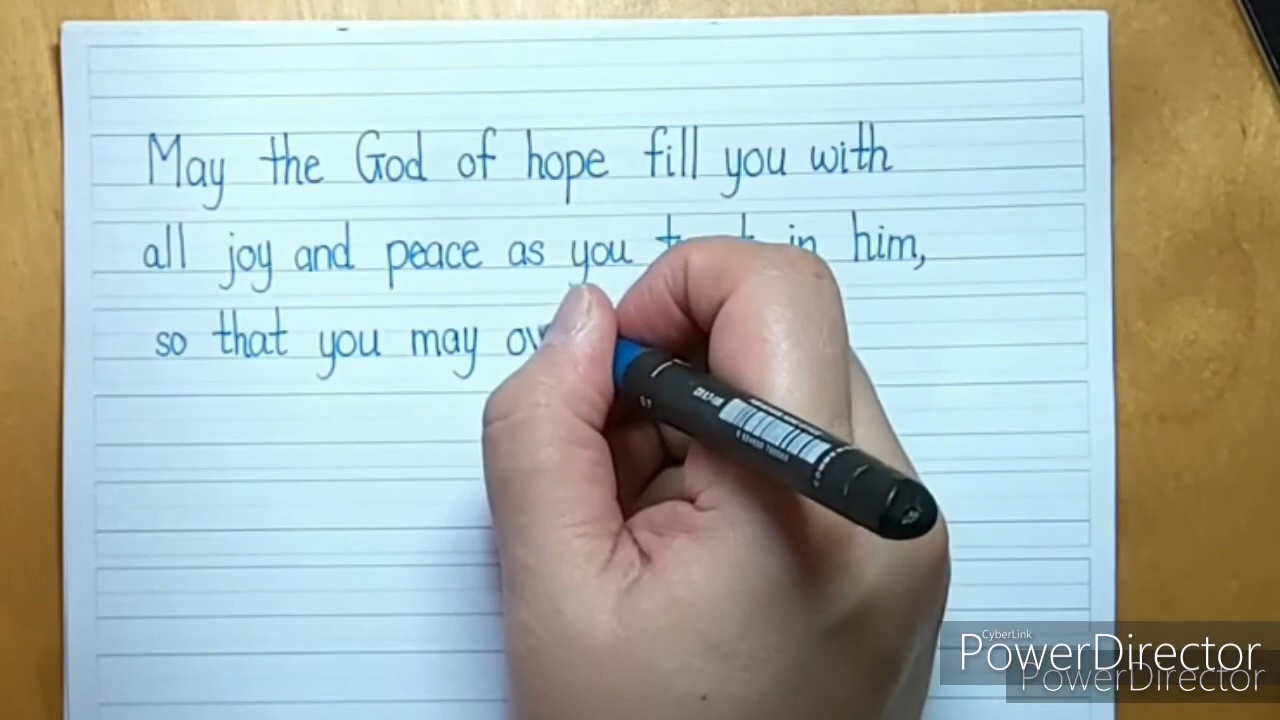 May the God of hope fill you with
all joy and peace as you in him,
so that you may
CyberLink
PowerDirector
PowerDirector